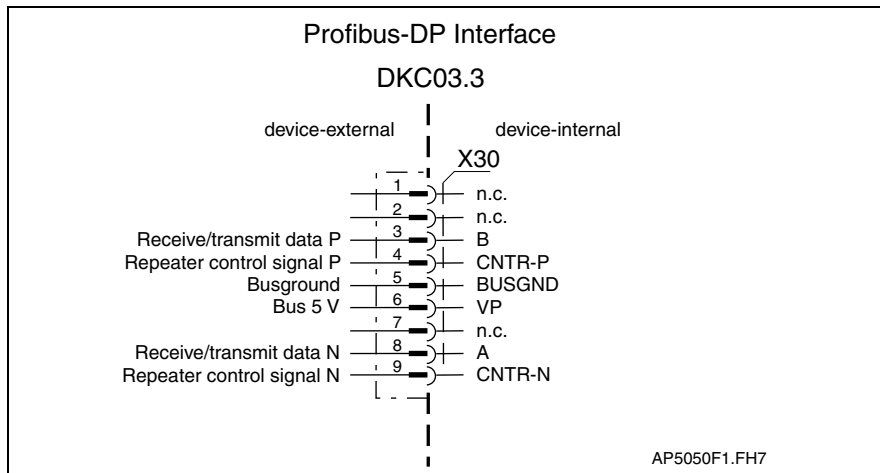 Profibus-DP Interface
DKC03.3
device-external device-internal
X30
1 n.c.
2 n.c.
Receive/transmit data P 3 B
Repeater control signal P 4 CNTR-P
Busground 5 BUSGND
Bus 5 V 6 VP
7 n.c.
Receive/transmit data N 8 A
Repeater control signal N 9 CNTR-N
AP5050F1.FH7